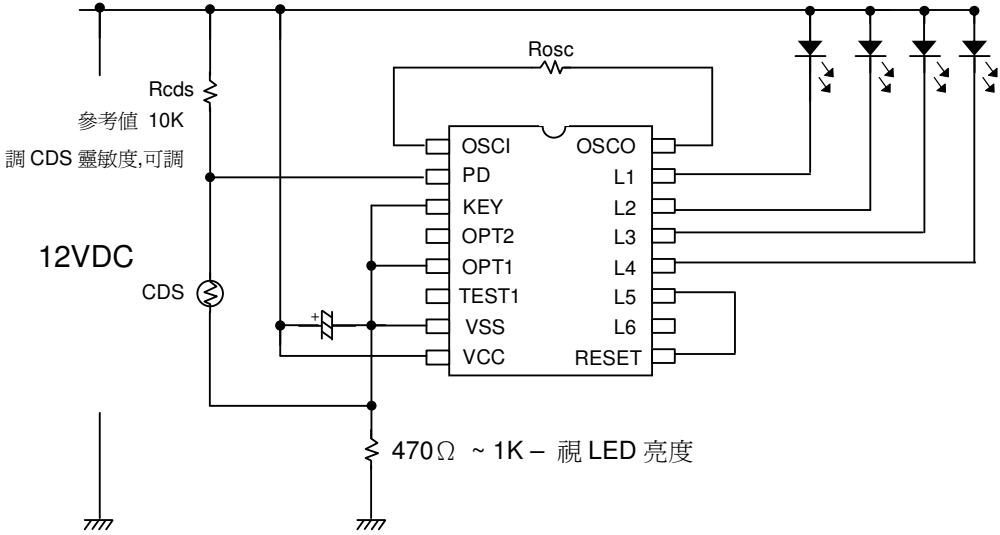 Rosc
Rcds
參考值 10K
調 CDS 靈敏度,可調
12VDC
CDS
+
OSCI
PD
KEY
OPT2
OPT1
TEST1
VSS
VCC
OSCO
L1
L2
L3
L4
L5
L6
RESET
470Ω ~ 1K – 視 LED 亮度